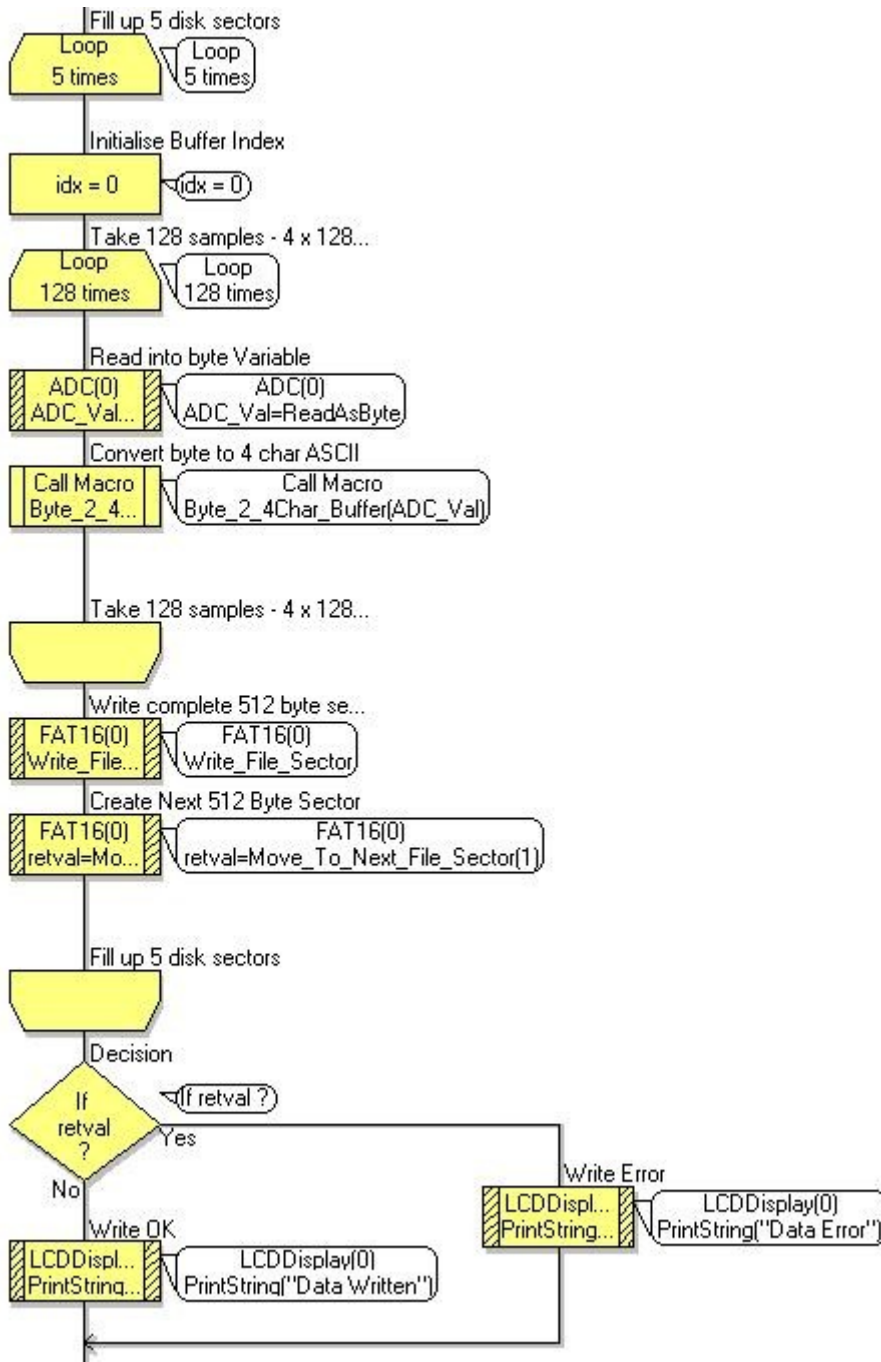 Fill up 5 disk sectors
Loop
5 times
Loop
5 times
Initialise Buffer Index
idx = 0
idx = 0)
Take 128 samples - 4 x 128...
Loop
128 times
Loop
128 times
Read into byte Variable
ADC(0)
ADC_Val...
ADC(0)
ADC_Val=ReadAsByte
Convert byte to 4 char ASCII
Call Macro
Byte_2_4...
Call Macro
Byte_2_4Char_Buffer(ADC_Val)
Take 128 samples - 4 x 128...
Write complete 512 byte se...
FAT16(0)
Write_File...
FAT16(0)
Write_File_Sector
Create Next 512 Byte Sector
FAT16(0)
retval=Mo...
FAT16(0)
retval=Move_To_Next_File_Sector(1)
Fill up 5 disk sectors
Decision
If
retval
?
If retval ?
Yes
No
Write Error
LCDDispl...
PrintString...
LCDDisplay(0)
PrintString("Data Error")
Write OK
LCDDispl...
PrintString...
LCDDisplay(0)
PrintString("Data Written")